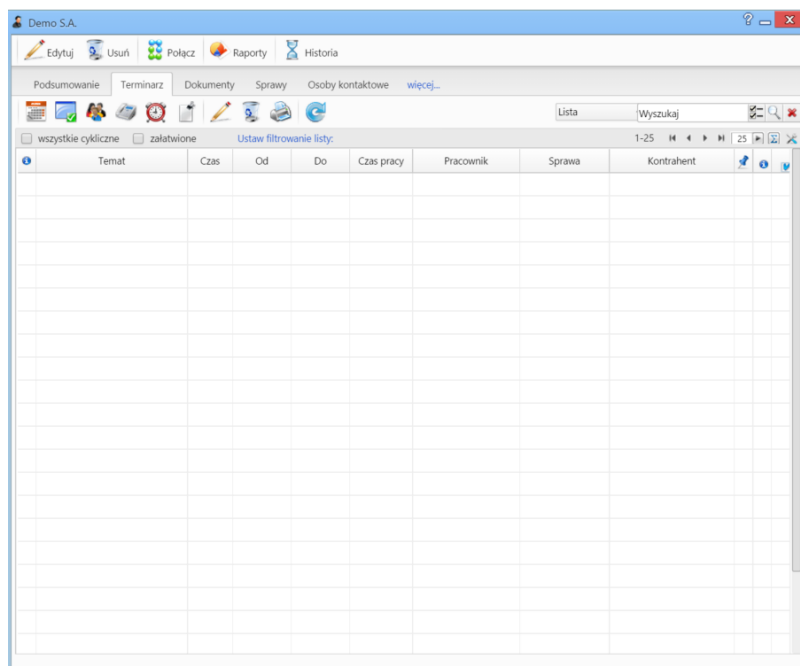 Demo S.A.
Edytuj Usuń Połącz Raporty Historia
Podsumowanie Terminarz Dokumenty Sprawy Osoby kontaktowe więcej...
Lista Wyszukaj
wszystkie cykliczne załatwione Ustaw filtrowanie listy: 1-25 25
Temat Czas Od Do Czas pracy Pracownik Sprawa Kontrahent